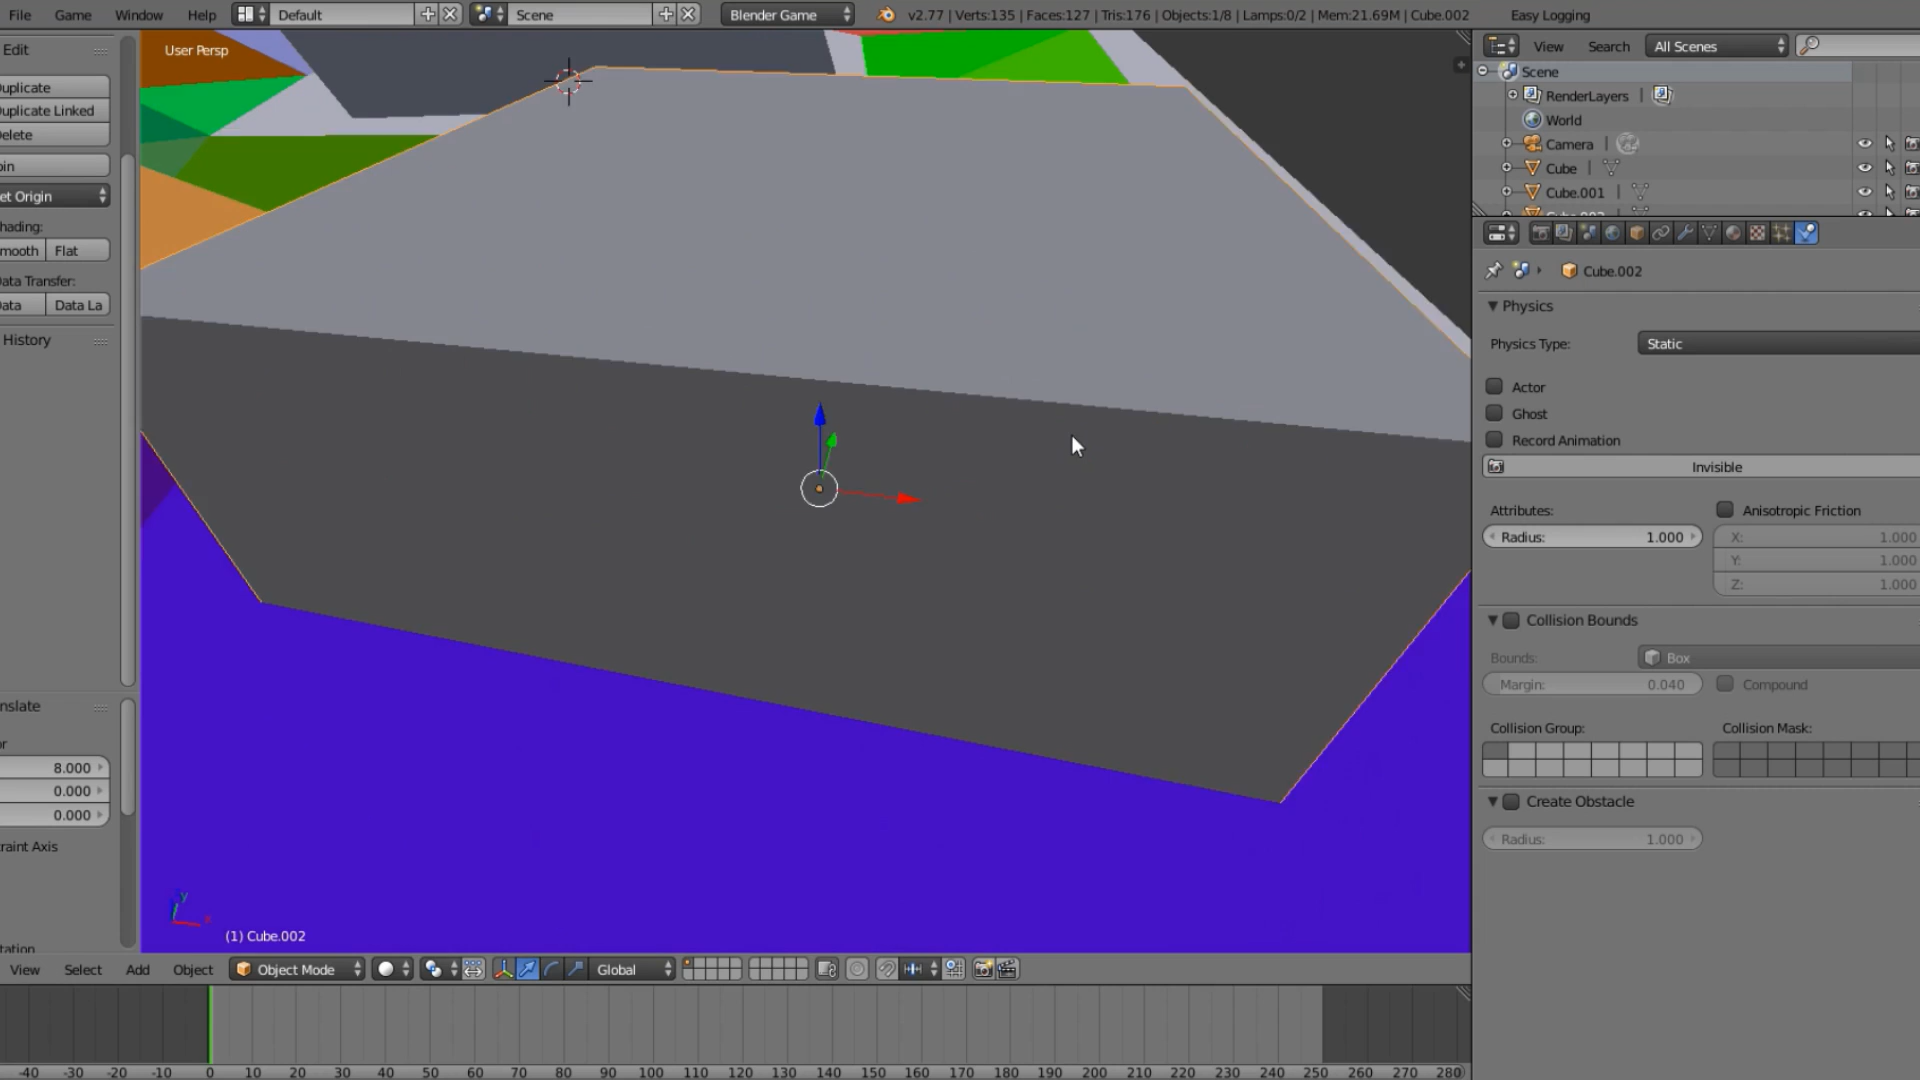 File Game Window Help Default Scene Blender Game v2.77 | Verts:135 | Faces:127 | Tris:176 | Objects:1/8 | Lamps:0/2 | Mem:21.69M | Cube.002 Easy Logging
Edit
uplicate
uplicate Linked
elete
oin
et Origin
hading:
mooth Flat
ata Transfer:
ata Data La
History
nslate
or
8.000
0.000
0.000
raint Axis
tation
User Persp
(1) Cube.002
View Select Add Object Object Mode Global
-40 -30 -20 -10 0 10 20 30 40 50 60 70 80 90 100 110 120 130 140 150 160 170 180 190 200 210 220 230 240 250 260 270 280
View Search All Scenes
Scene
RenderLayers |
World
Camera |
Cube |
Cube.001 |
Cube.002
Physics
Physics Type: Static
Actor
Ghost
Record Animation
Invisible
Attributes: Anisotropic Friction
Radius: 1.000 X: 1.000
Y: 1.000
Z: 1.000
Collision Bounds
Bounds: Box
Margin: 0.040 Compound
Collision Group: Collision Mask:
Create Obstacle
Radius: 1.000